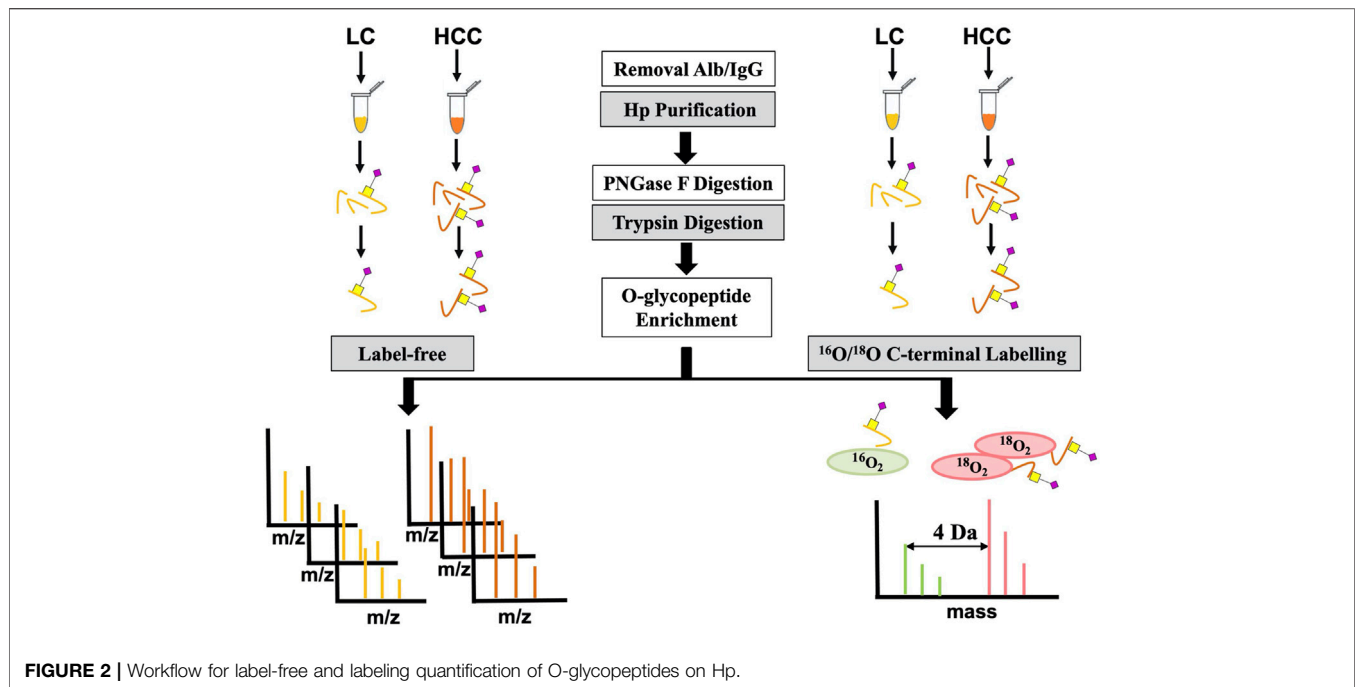 LC
HCC
Removal Alb/IgG
Hp Purification
PNGase F Digestion
Trypsin Digestion
O-glycopeptide
Enrichment
LC
HCC
Label-free
¹⁶O/¹⁸O C-terminal Labelling
m/z
m/z
m/z
m/z
m/z
m/z
¹⁶O₂
¹⁸O₂
¹⁸O₂
4 Da
mass
FIGURE 2 | Workflow for label-free and labeling quantification of O-glycopeptides on Hp.